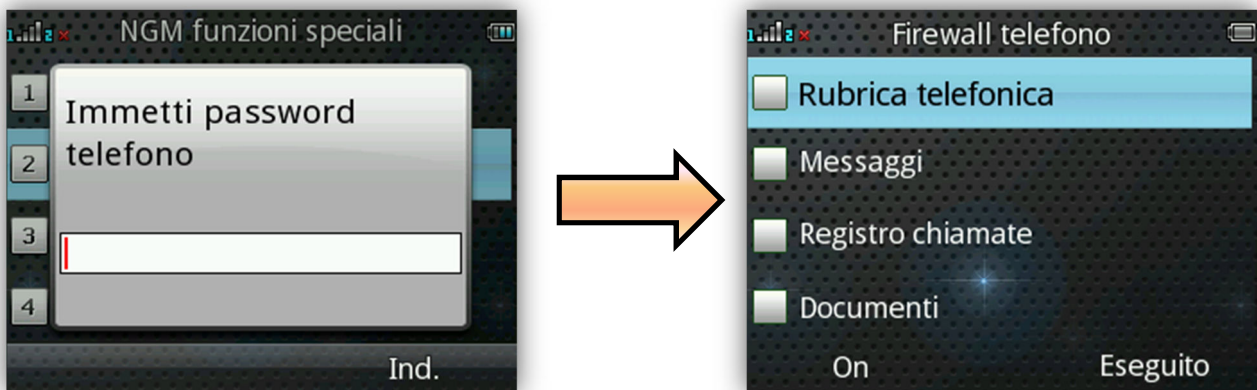 NGM funzioni speciali
1
Immetti password
telefono
2
3
4
Ind.
Firewall telefono
Rubrica telefonica
Messaggi
Registro chiamate
Documenti
On
Eseguito